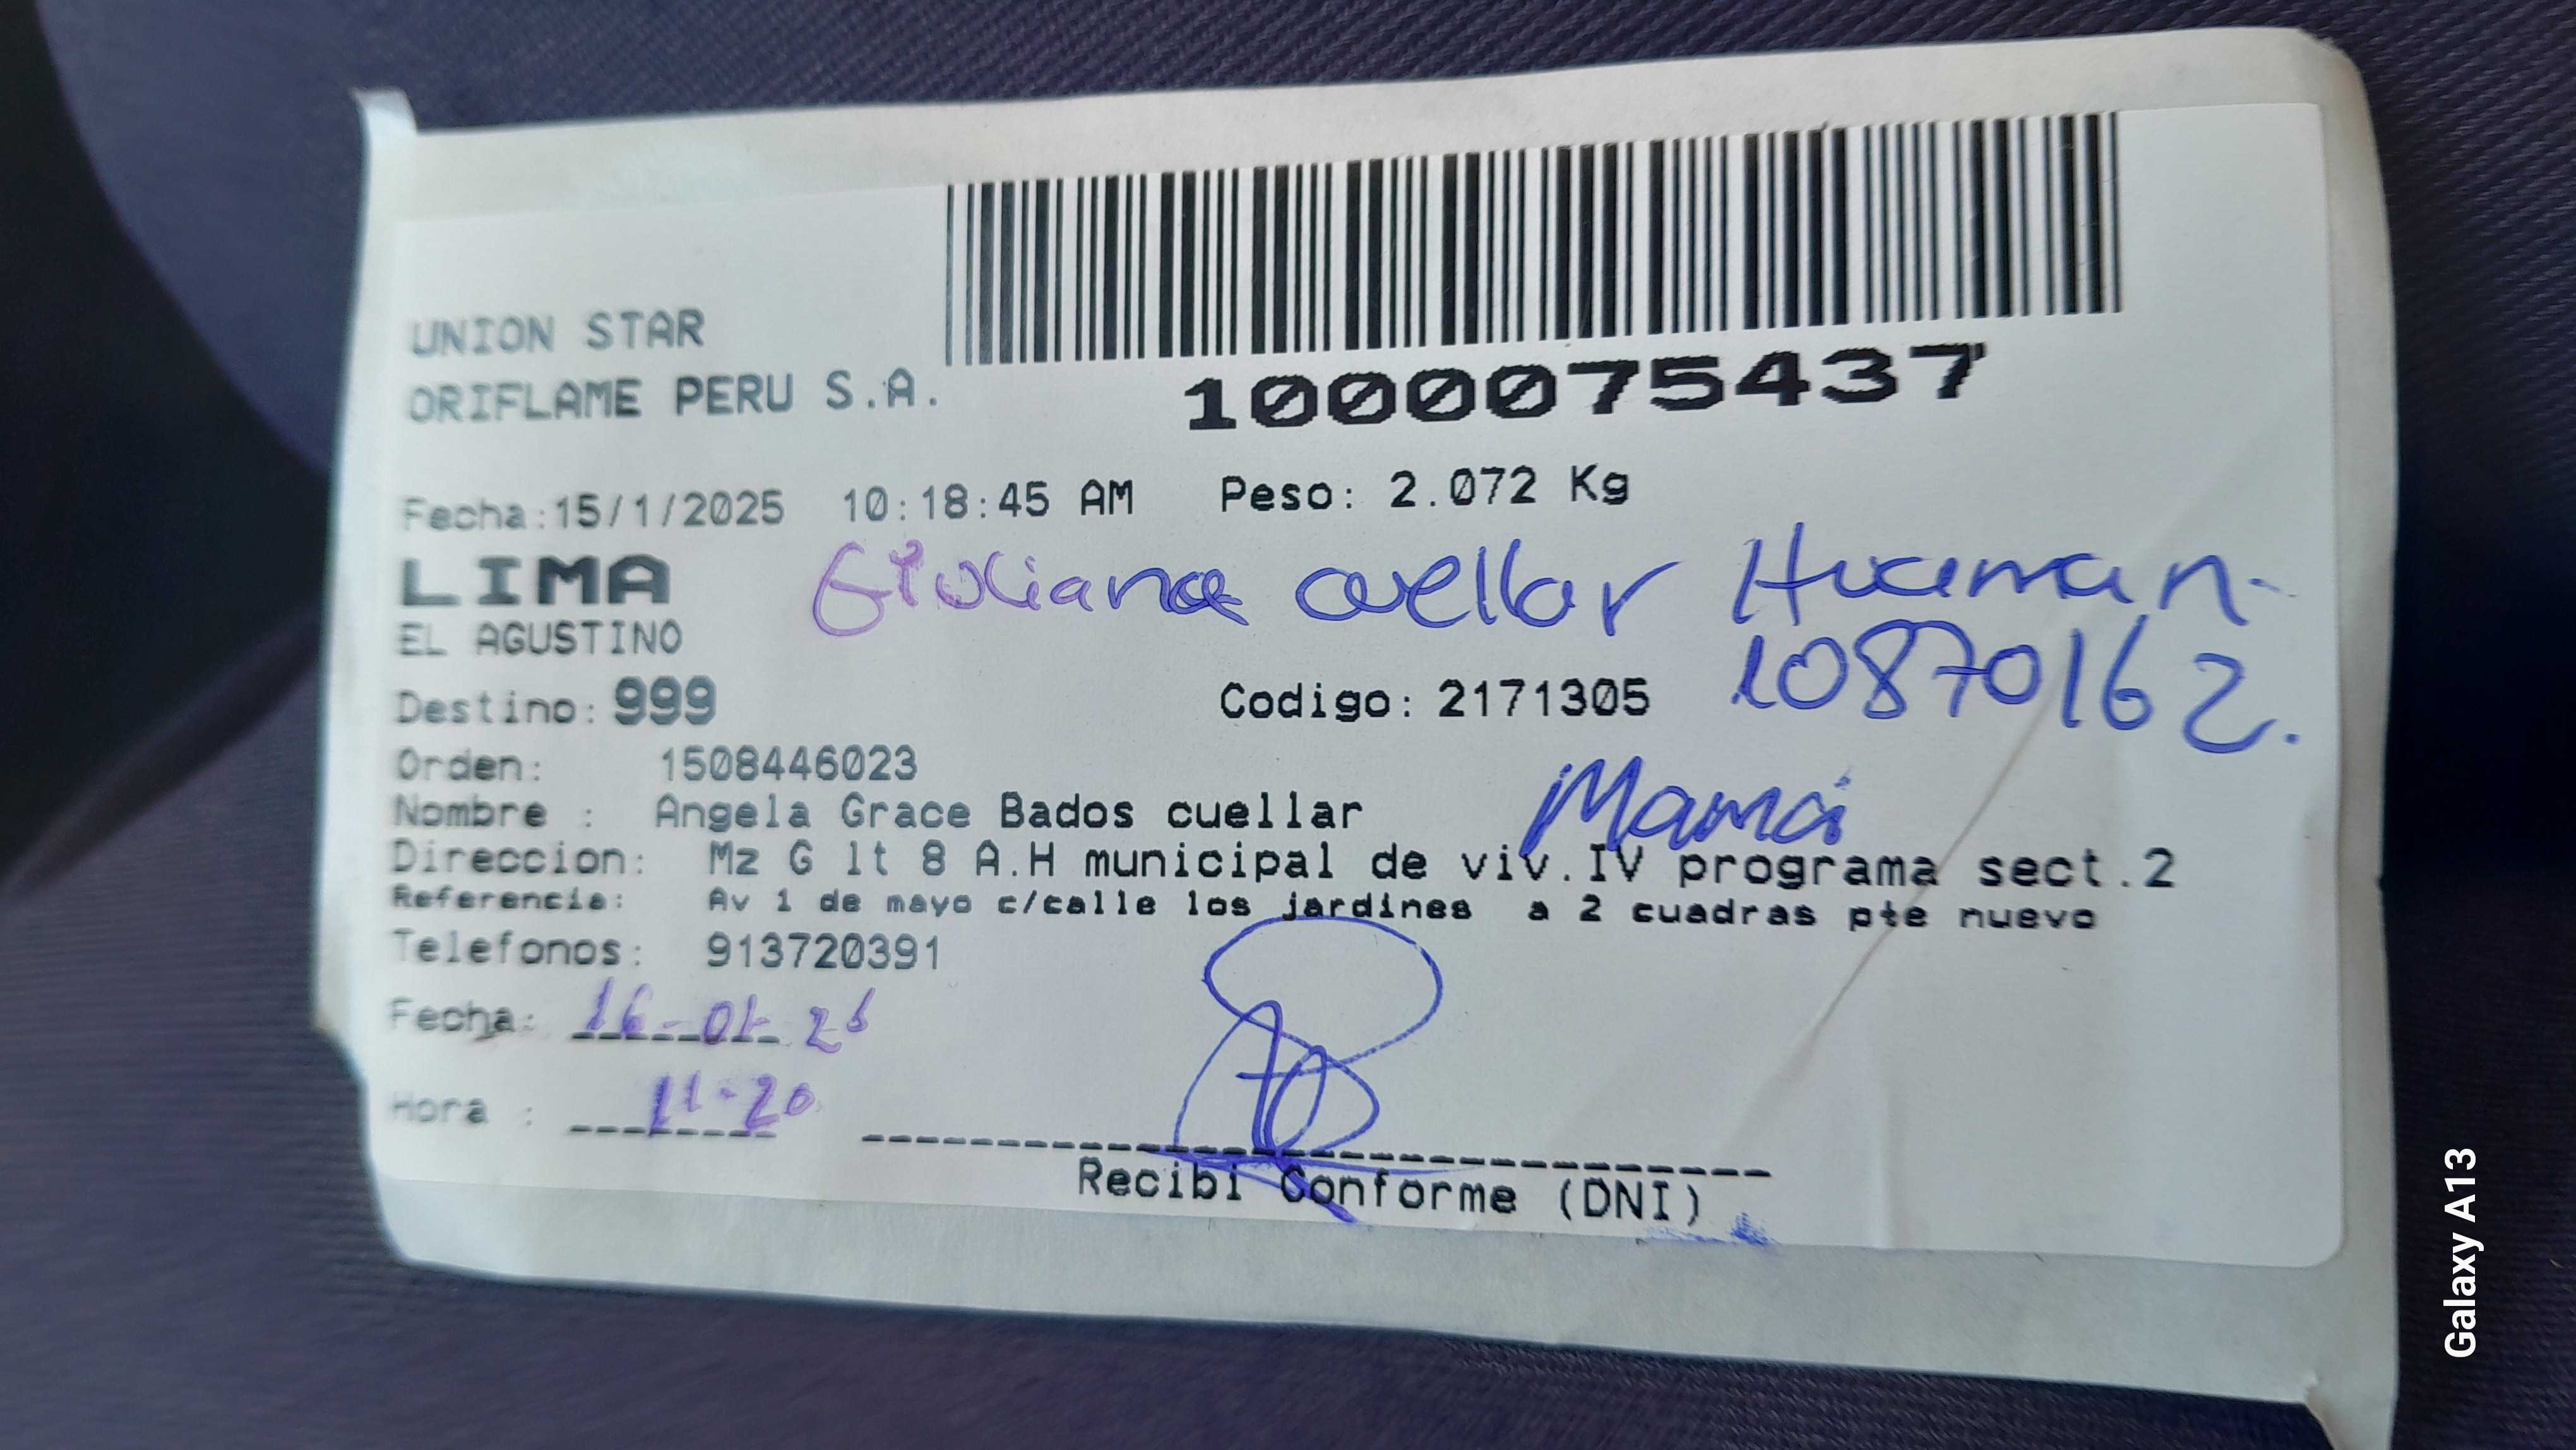 UNION STAR
ORIFLAME PERU S.A.
1000075437
Fecha:15/1/2025 10:18:45 AM Peso: 2.072 Kg
LIMA
Giuliana cuellar Huaman.
EL AGUSTINO
10870162.
Destino: 999 Codigo: 2171305
Orden: 1508446023
Mamá
Nombre : Angela Grace Bados cuellar
Direccion: Mz G lt 8 A.H municipal de viv.IV programa sect.2
Referencia: Av 1 de mayo c/calle los jardines a 2 cuadras pte nuevo
Telefonos: 913720391
Fecha: 16-01-
Hora : 11-20
Recibi Conforme (DNI)
Galaxy A13